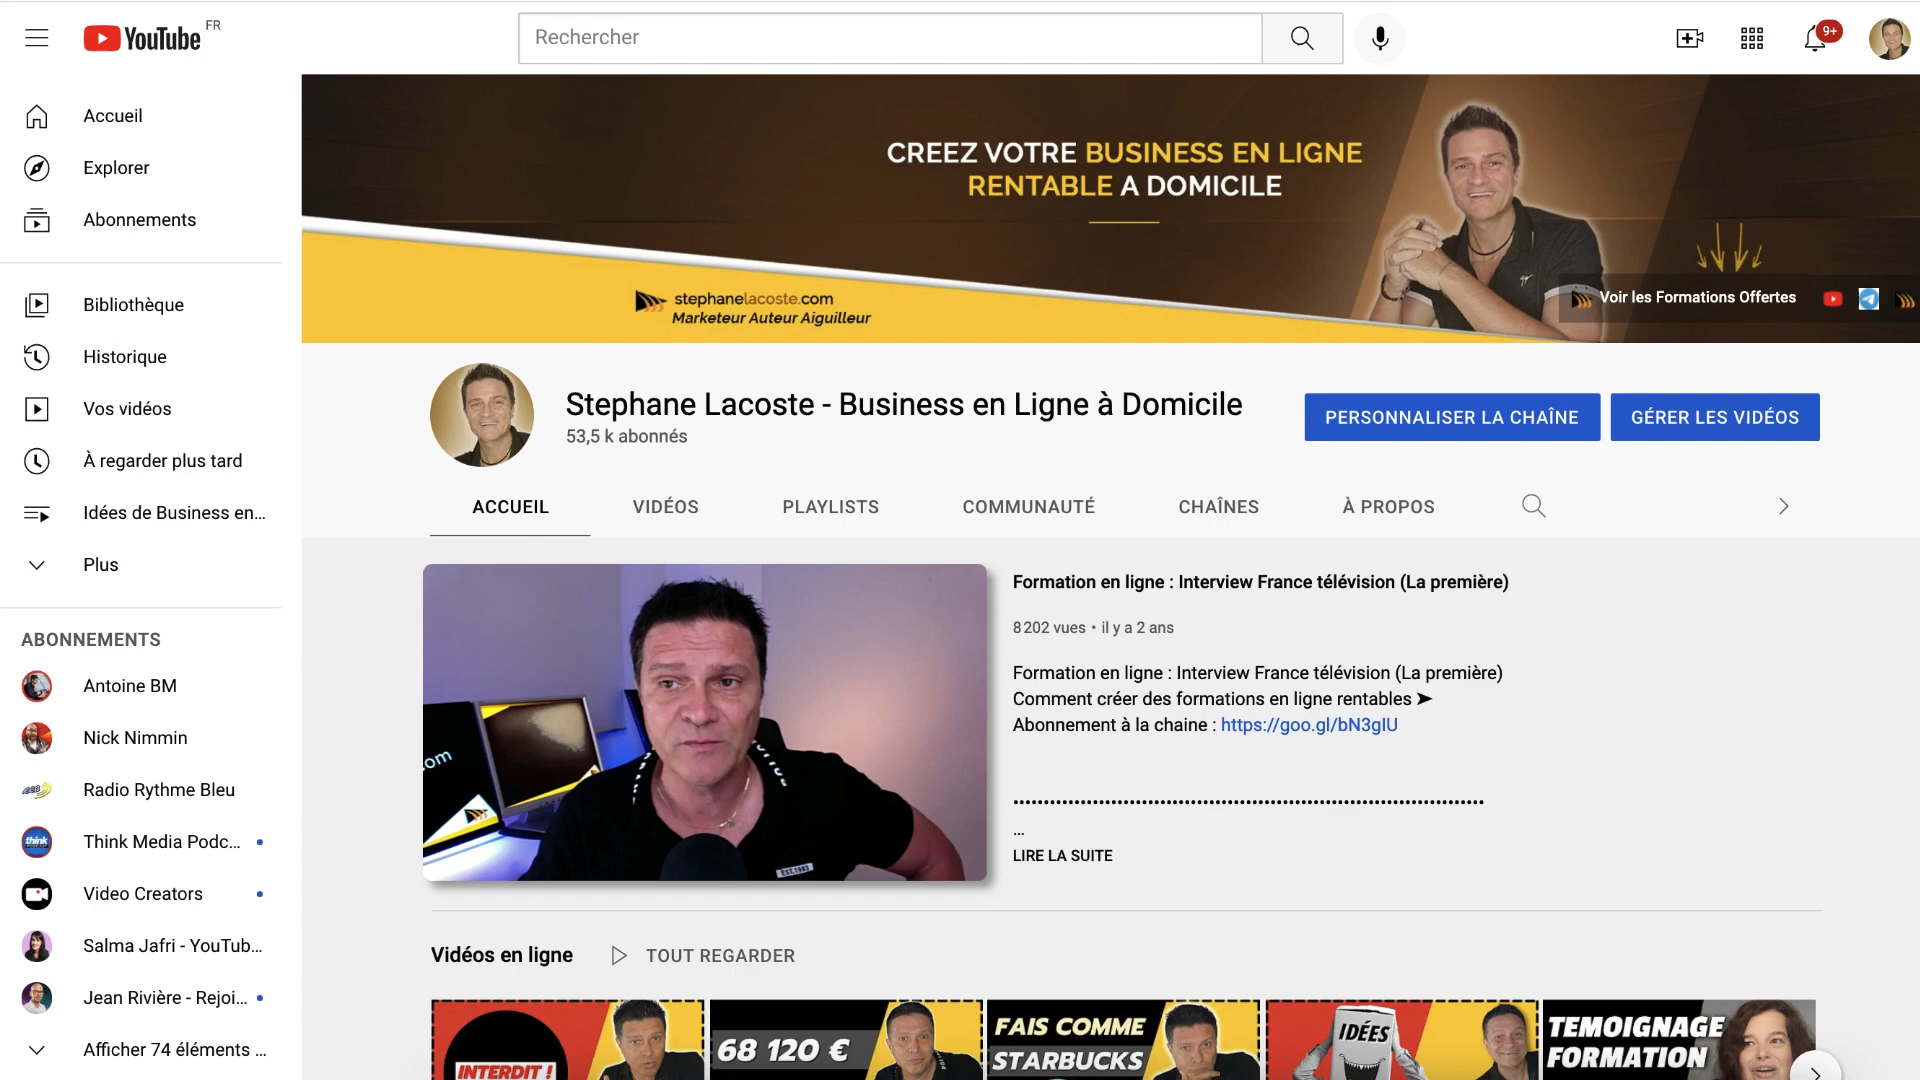 YouTube FR
Rechercher
9+
Accueil
Explorer
Abonnements
Bibliothèque
Historique
Vos vidéos
À regarder plus tard
Idées de Business en...
Plus
ABONNEMENTS
Antoine BM
Nick Nimmin
Radio Rythme Bleu
Think Media Podc...
Video Creators
Salma Jafri - YouTub...
Jean Rivière - Rejoi...
Afficher 74 éléments ...
CREEZ VOTRE BUSINESS EN LIGNE
RENTABLE A DOMICILE
stephanelacoste.com
Marketeur Auteur Aiguilleur
Voir les Formations Offertes
Stephane Lacoste - Business en Ligne à Domicile
53,5 k abonnés
PERSONNALISER LA CHAÎNE
GÉRER LES VIDÉOS
ACCUEIL
VIDÉOS
PLAYLISTS
COMMUNAUTÉ
CHAÎNES
À PROPOS
.om
EST.1983
Formation en ligne : Interview France télévision (La première)
8 202 vues • il y a 2 ans
Formation en ligne : Interview France télévision (La première)
Comment créer des formations en ligne rentables ➤
Abonnement à la chaine : https://goo.gl/bN3gIU
...
LIRE LA SUITE
Vidéos en ligne
TOUT REGARDER
INTERDIT !
68 120 €
FAIS COMME
STARBUCKS
IDÉES
TEMOIGNAGE
FORMATION